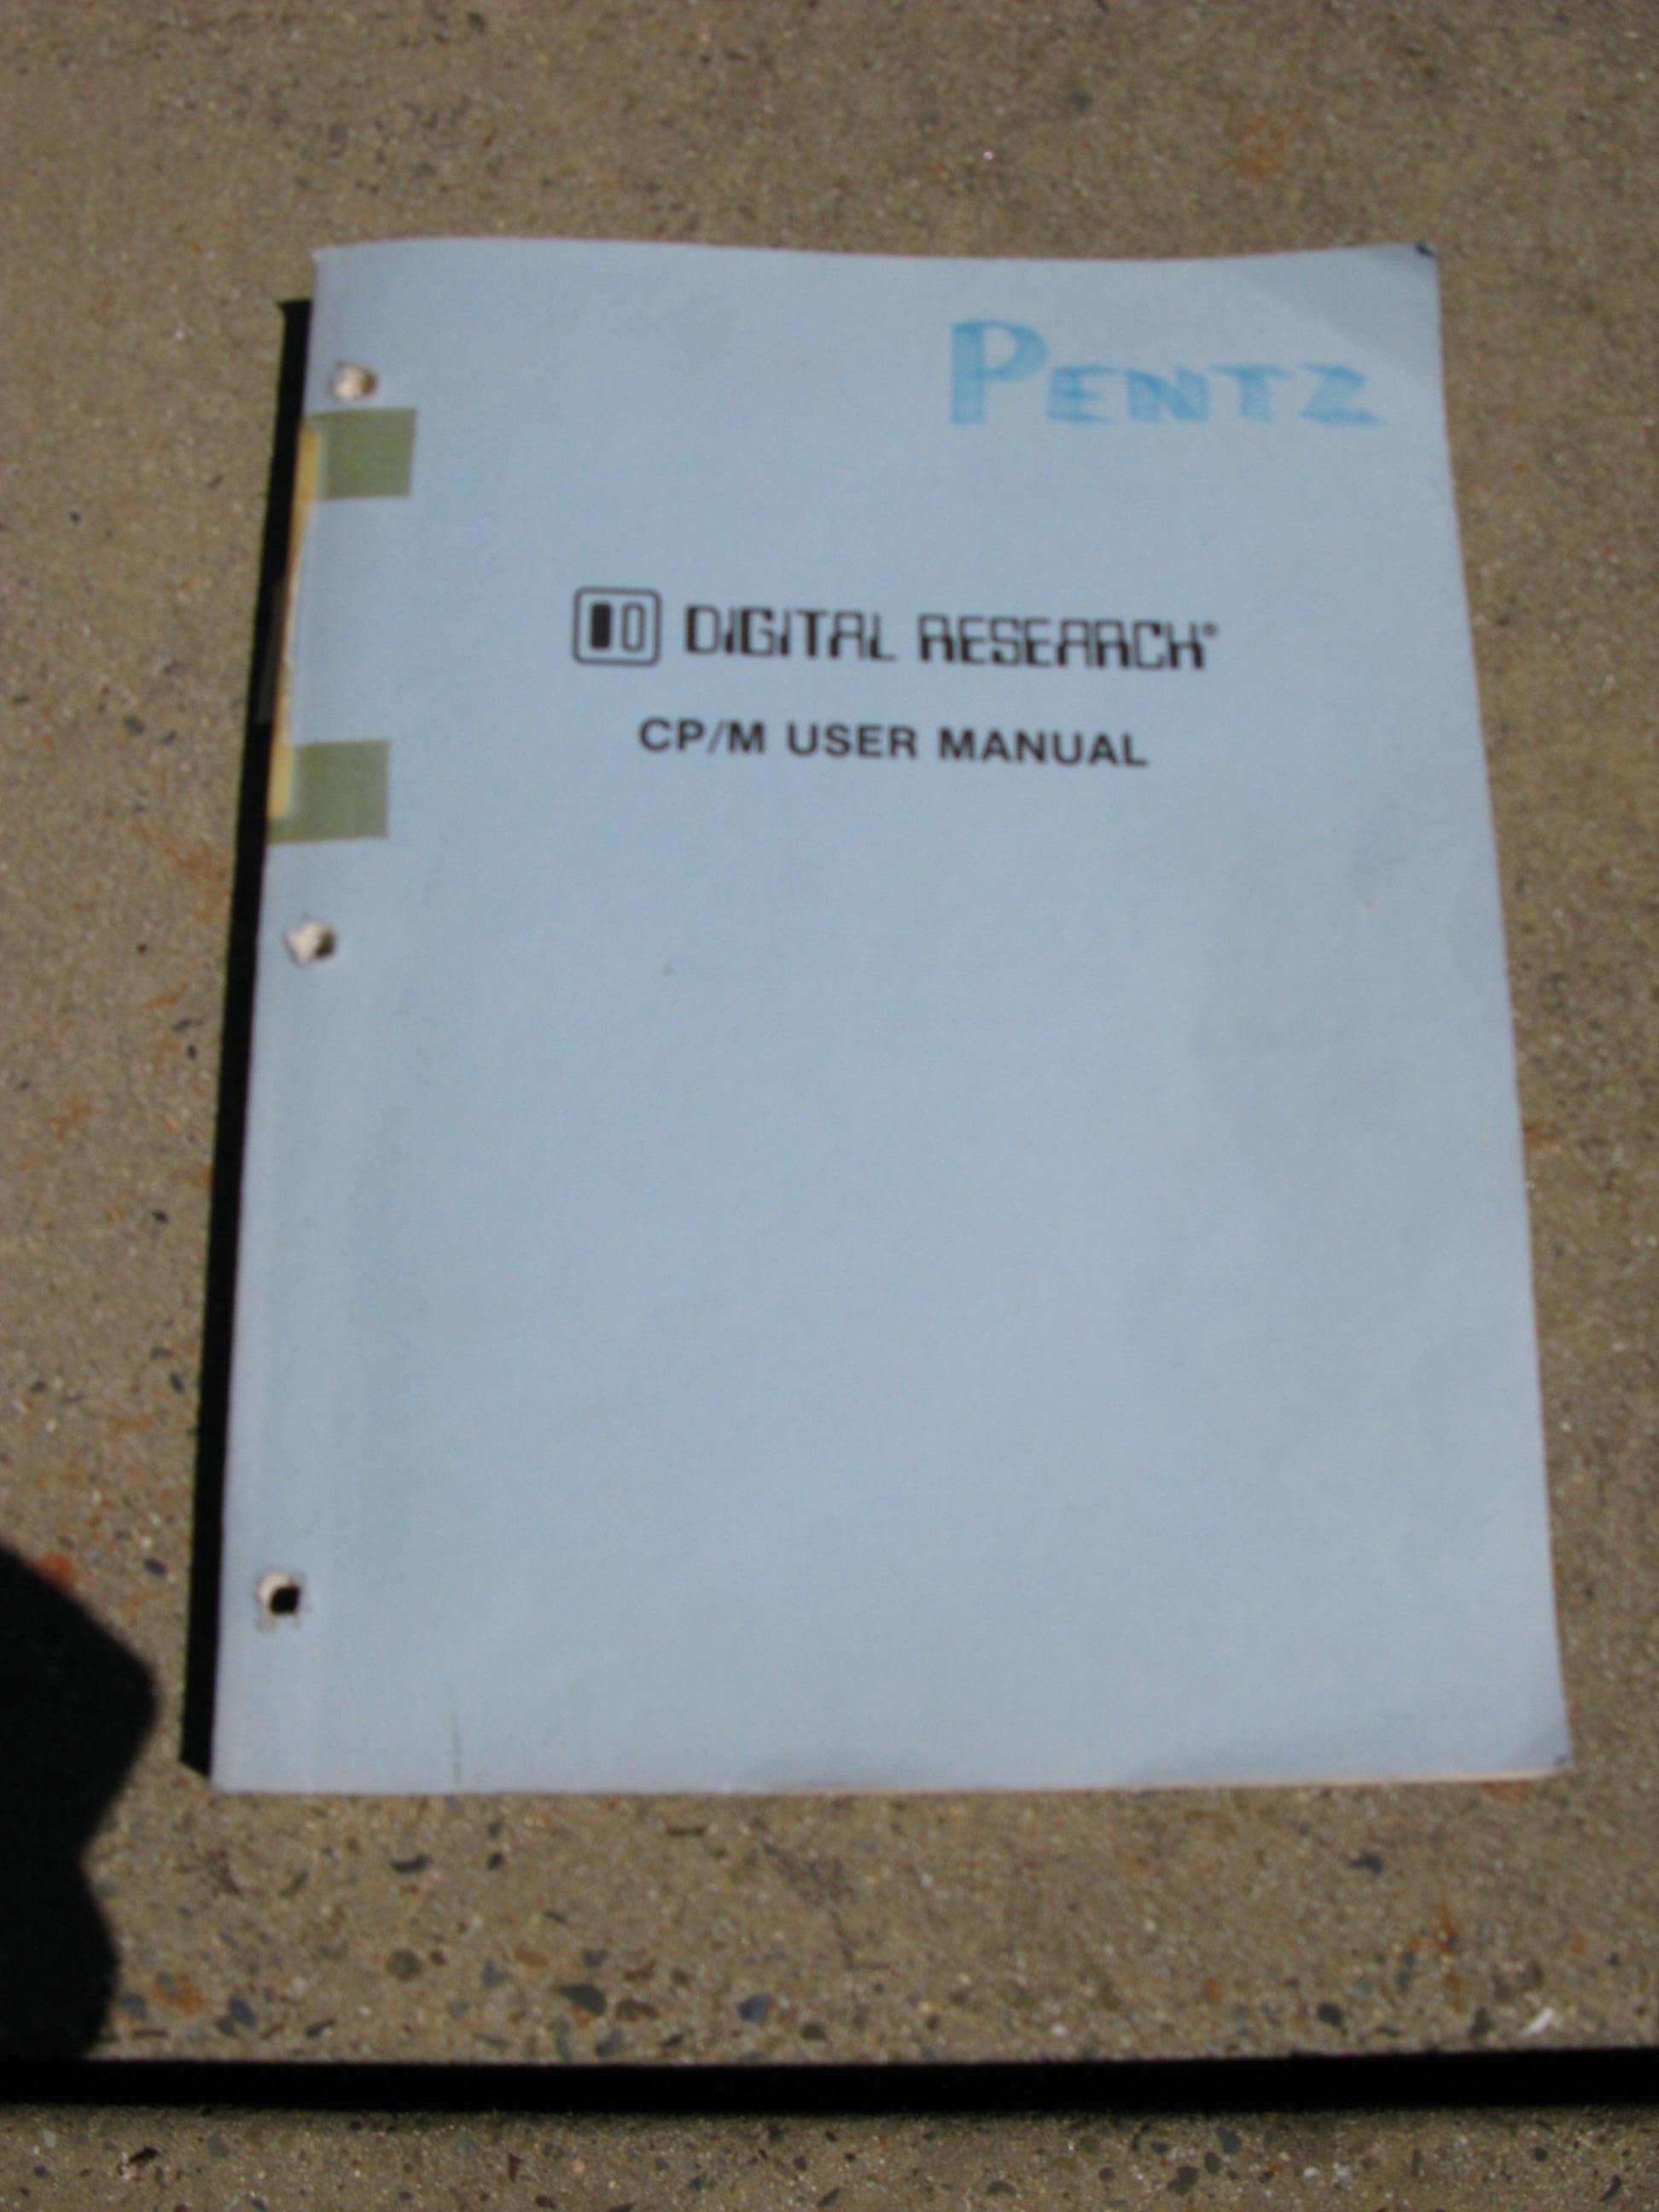 PENTZ
DIGITAL RESEARCH®
CP/M USER MANUAL